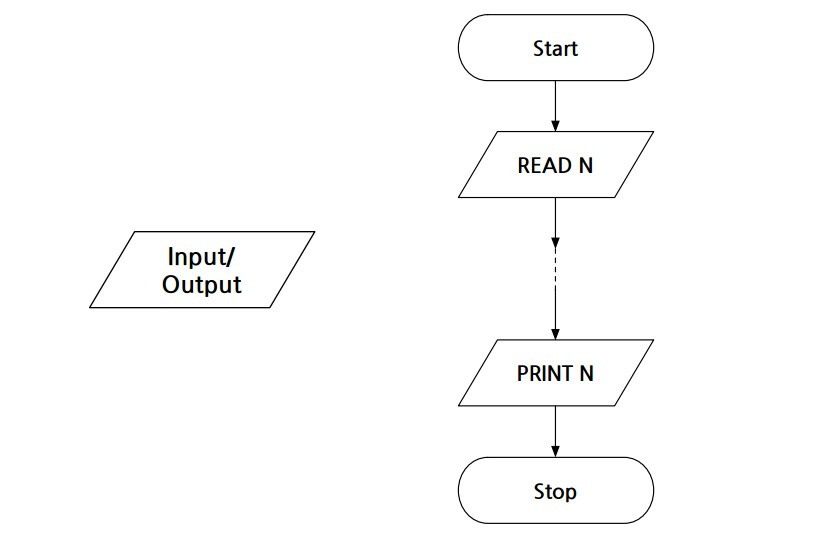 Start
READ N
Input/
Output
PRINT N
Stop